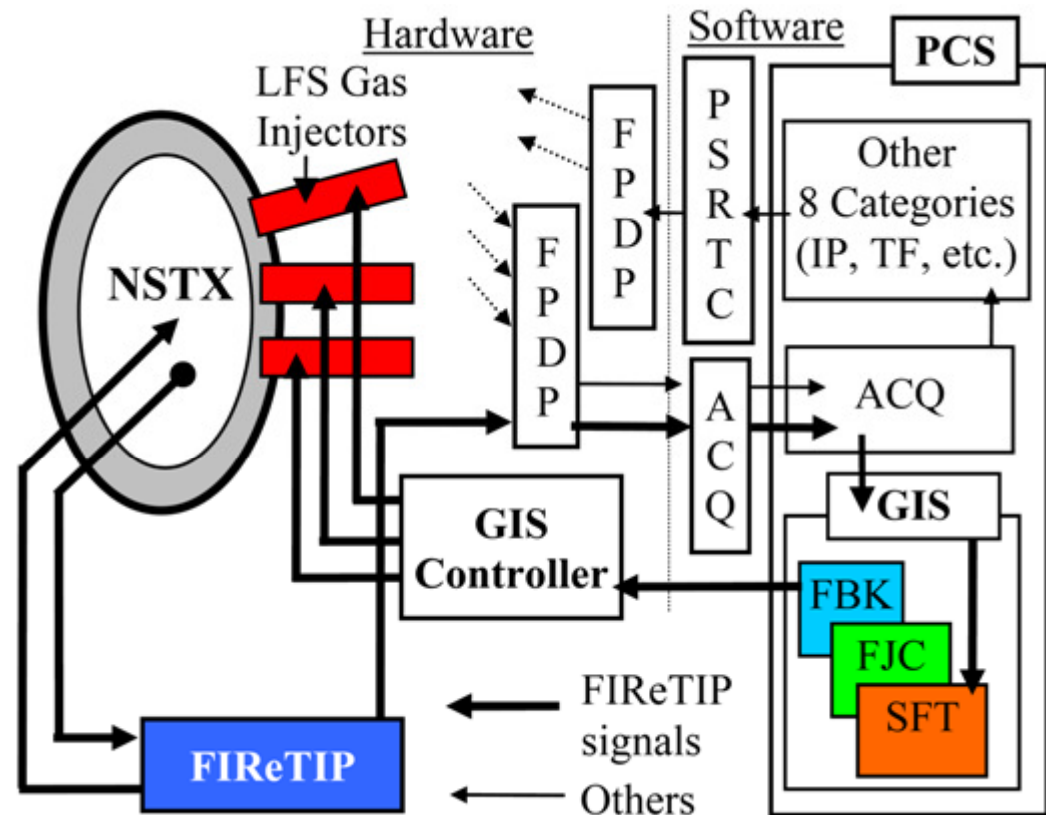 Hardware
Software
PCS
LFS Gas
Injectors
F
P
D
P
P
S
R
T
C
Other
8 Categories
(IP, TF, etc.)
NSTX
F
P
D
P
A
C
Q
ACQ
GIS
Controller
GIS
FBK
FJC
SFT
FIReTIP
FIReTIP
signals
Others